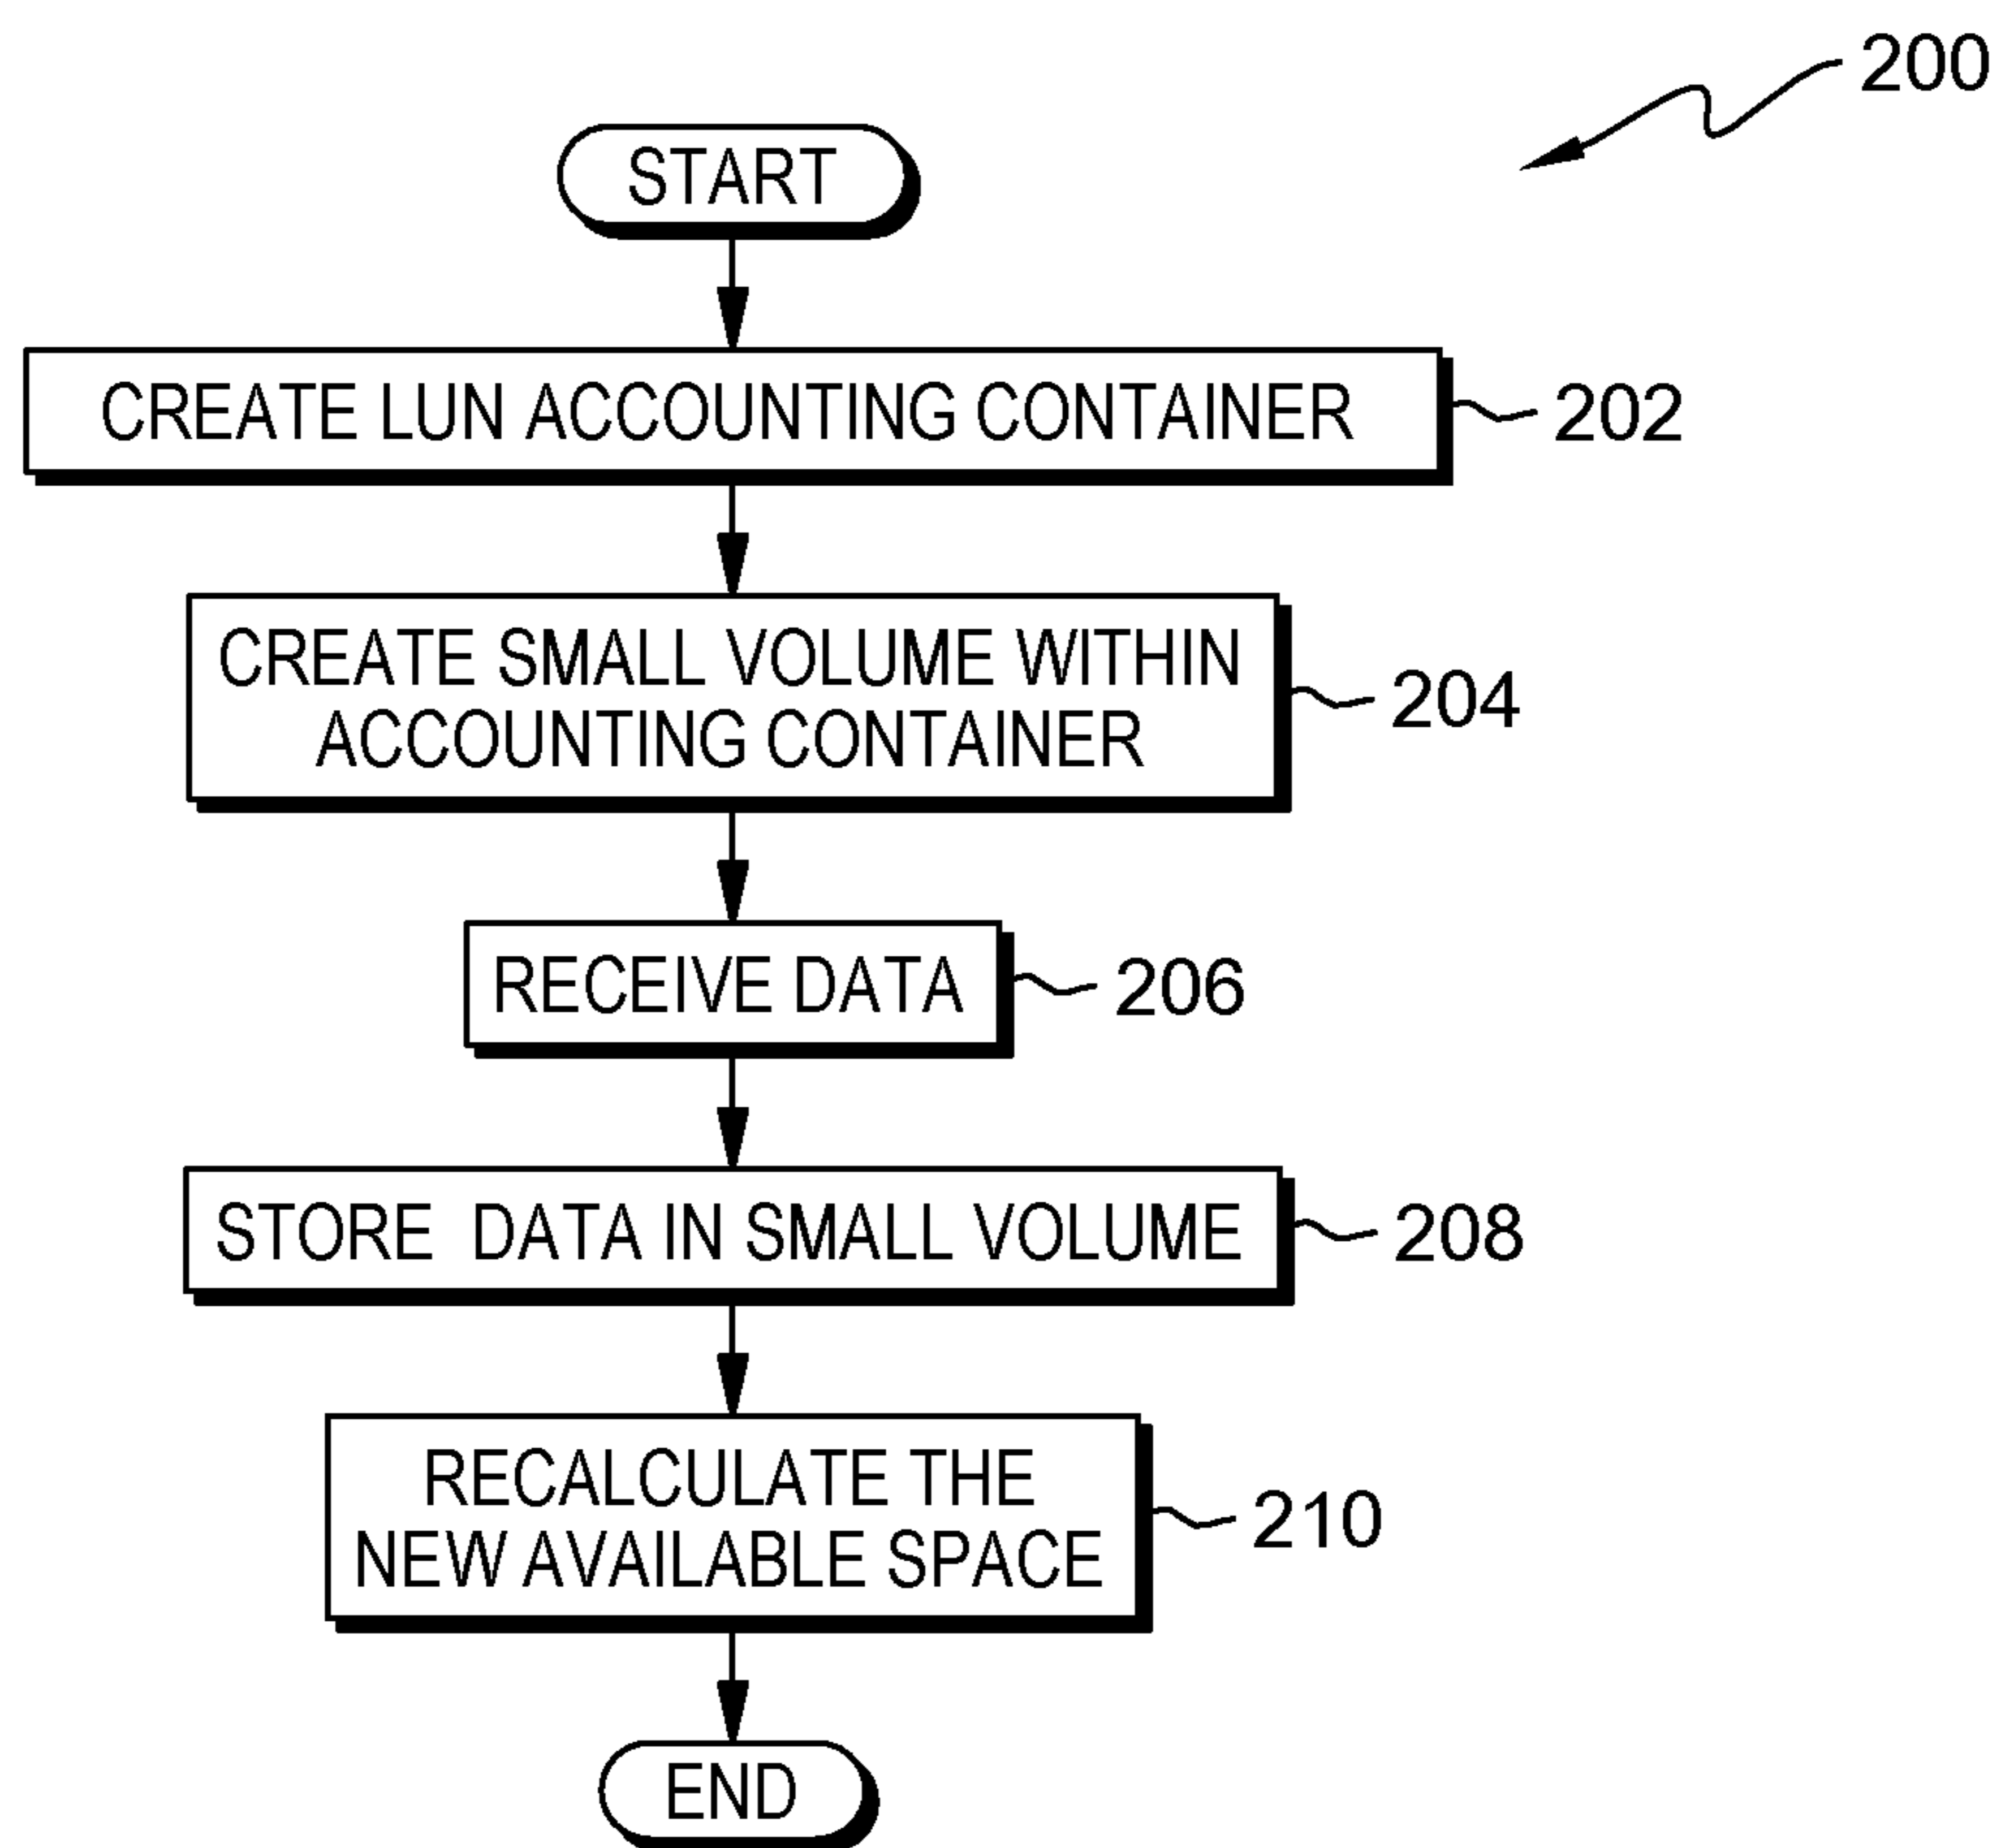 200
START
CREATE LUN ACCOUNTING CONTAINER
202
CREATE SMALL VOLUME WITHIN
ACCOUNTING CONTAINER
204
RECEIVE DATA
206
STORE DATA IN SMALL VOLUME
208
RECALCULATE THE
NEW AVAILABLE SPACE
210
END